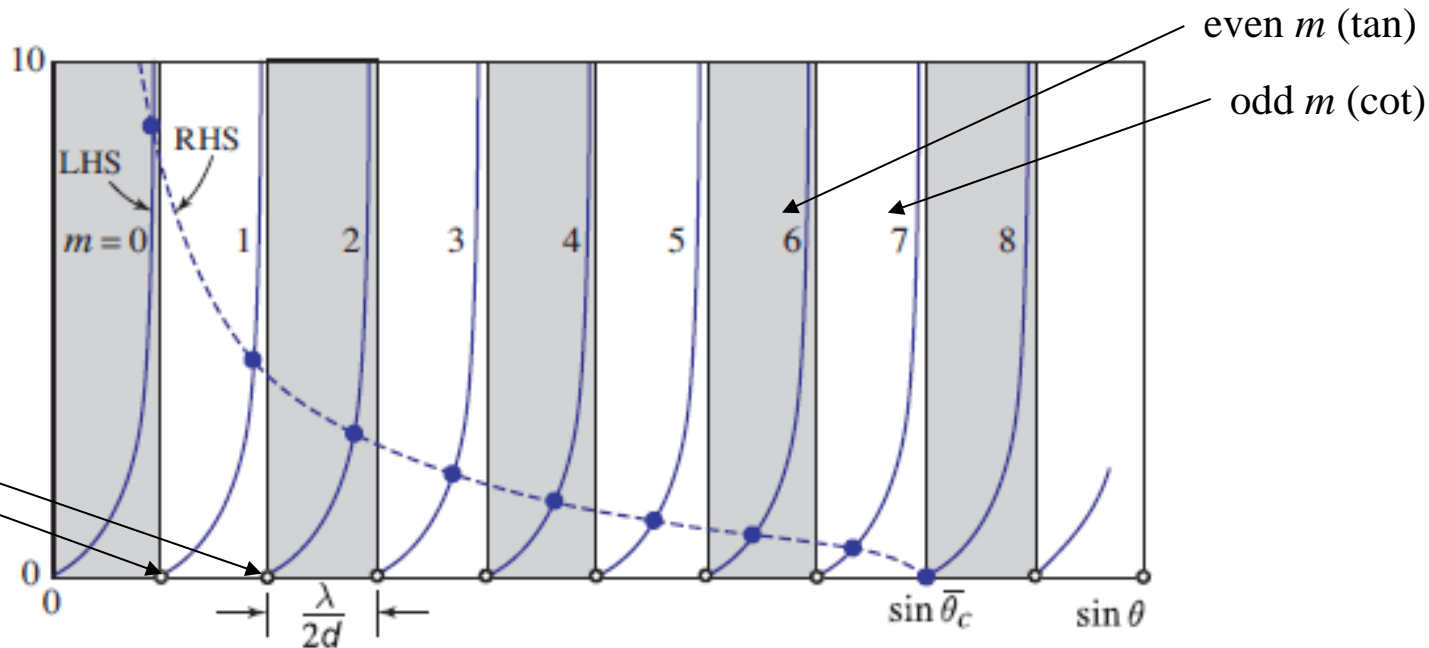 even m (tan)
odd m (cot)
10
LHS
RHS
m = 0
1
2
3
4
5
6
7
8
0
0
λ
2d
sin θ̅c
sin θ